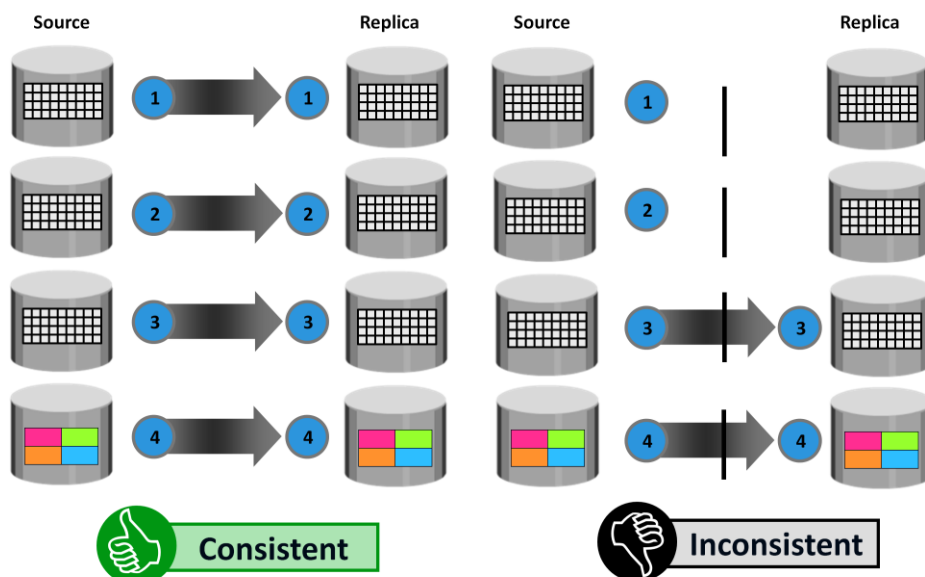 Source Replica Source Replica
1 1 1
2 2 2
3 3 3 3
4 4 4 4
Consistent Inconsistent